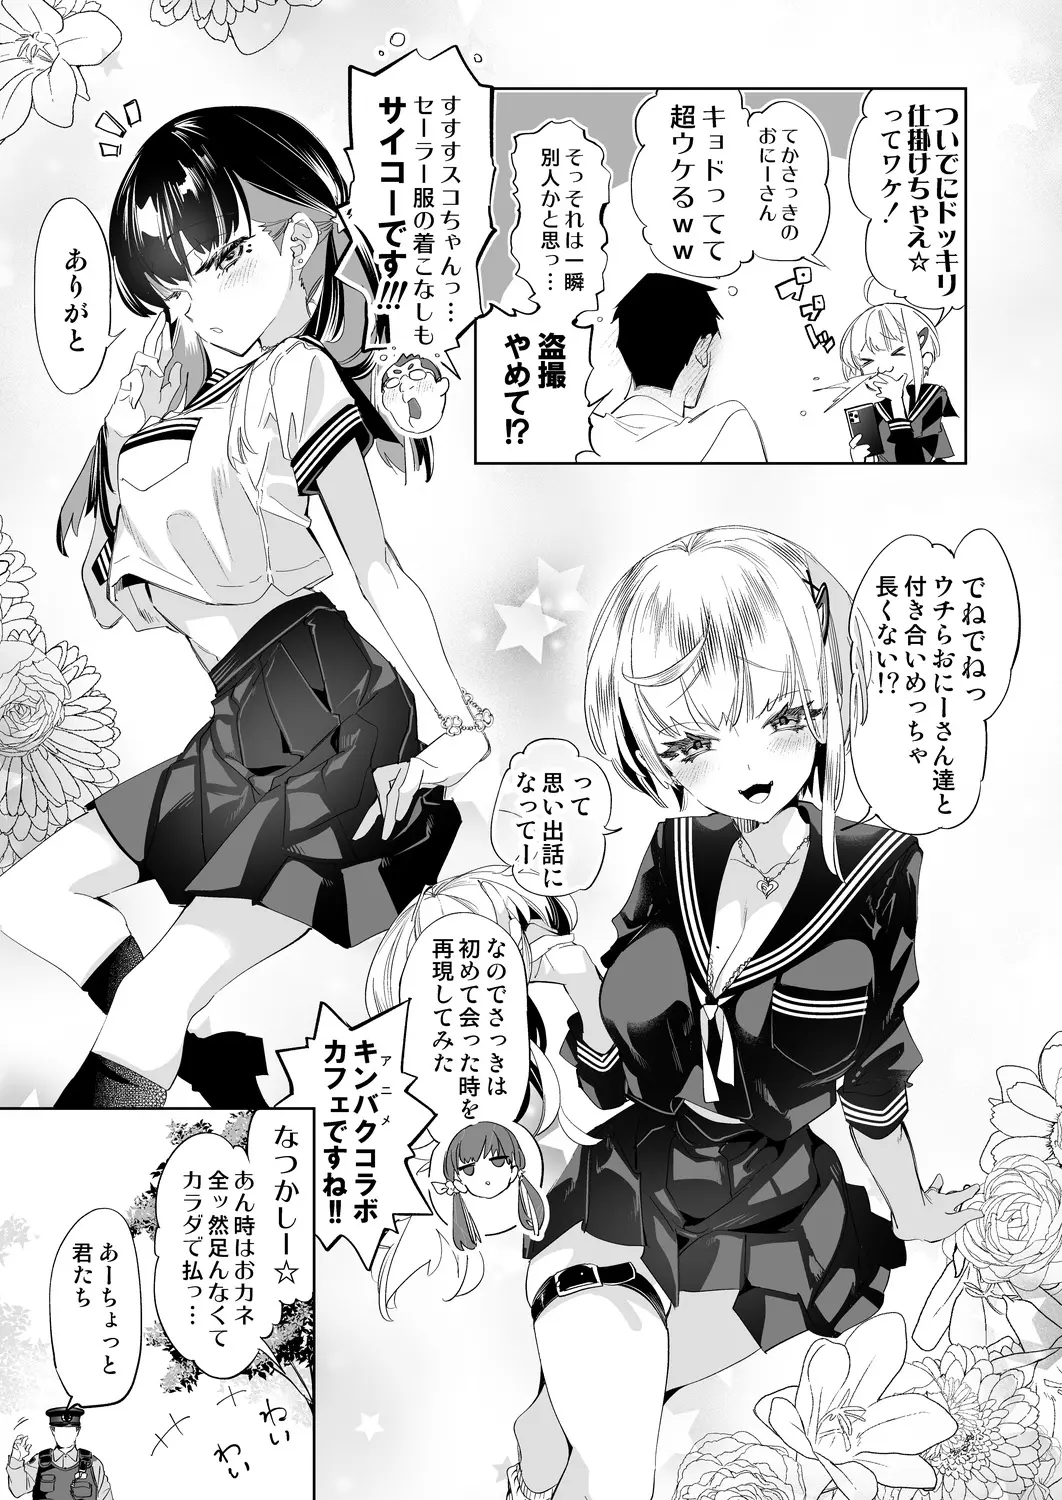 ついでにドッキリ
仕掛けちゃえ☆
ってワケ!
てかさっきの
おにーさん
キョドってて
超ウケるww
そっそれは一瞬
別人かと思っ…
盗撮
やめて!?
すすすスコちゃんっ…
セーラー服の着こなしも
サイコーです!!!
ありがと
でねでねっ
ウチらおにーさん達と
付き合いめっちゃ
長くない!?
って
思い出話に
なってー
なのでさっきは
初めて会った時を
再現してみた
キンバクコラボ
アニメ
カフェですね!!
なつかしー☆
あん時はおカネ
全ッ然足んなくて
カラダで払っ…
わい
わい
あーちょっと
君たち